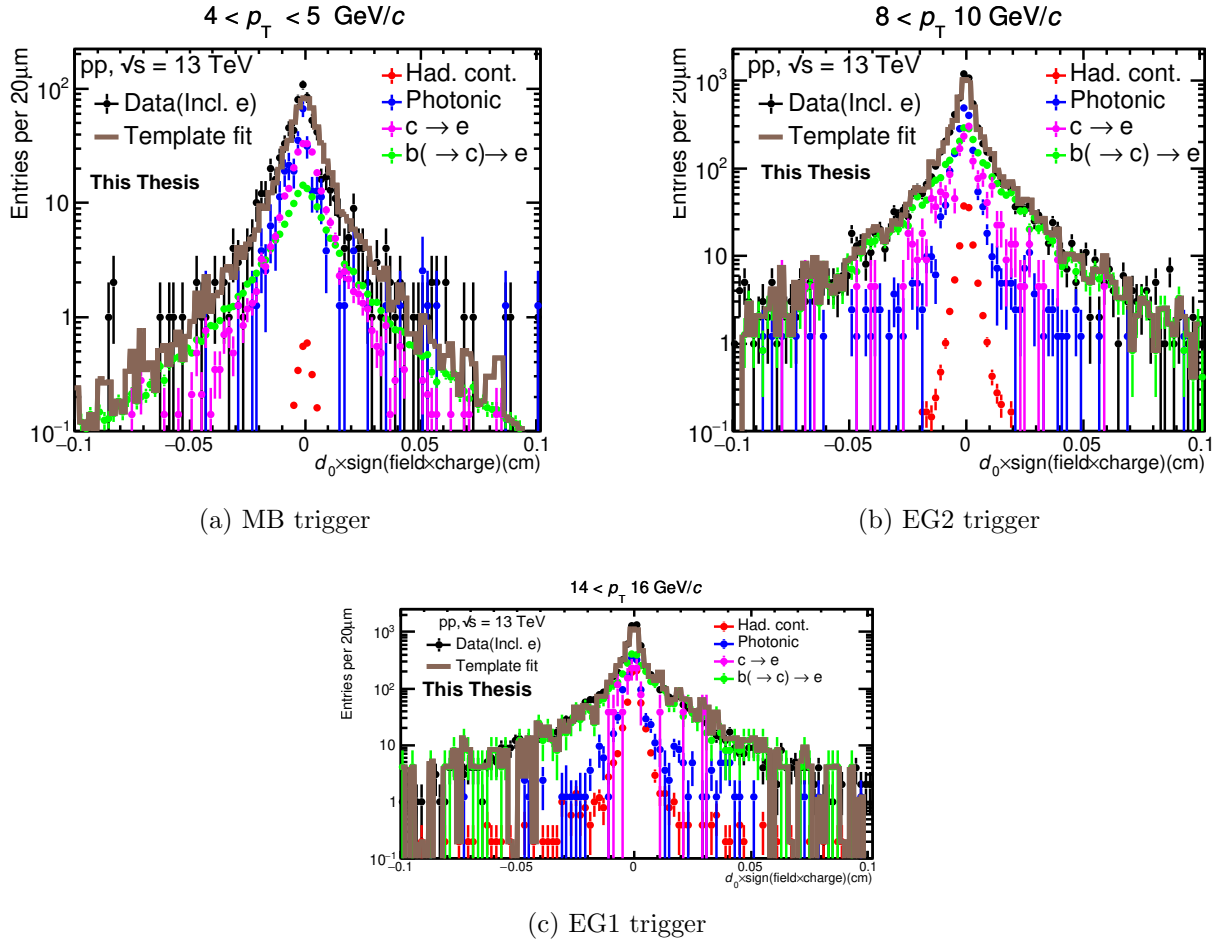 4 < p_T < 5 GeV/c
Entries per 20μm
pp, √s = 13 TeV
Data(Incl. e)
Template fit
This Thesis
Had. cont.
Photonic
c → e
b( → c) → e
10²
10
1
10⁻¹
−0.1 −0.05 0 0.05 0.1
d₀×sign(field×charge)(cm)
(a) MB trigger
8 < p_T 10 GeV/c
Entries per 20μm
pp, √s = 13 TeV
Data(Incl. e)
Template fit
This Thesis
Had. cont.
Photonic
c → e
b( → c) → e
10³
10²
10
1
10⁻¹
−0.1 −0.05 0 0.05 0.1
d₀×sign(field×charge)(cm)
(b) EG2 trigger
14 < p_T 16 GeV/c
Entries per 20μm
pp, √s = 13 TeV
Data(Incl. e)
Template fit
This Thesis
Had. cont.
Photonic
c → e
b( → c) → e
10³
10²
10
1
10⁻¹
−0.1 −0.05 0 0.05 0.1
d₀×sign(field×charge)(cm)
(c) EG1 trigger